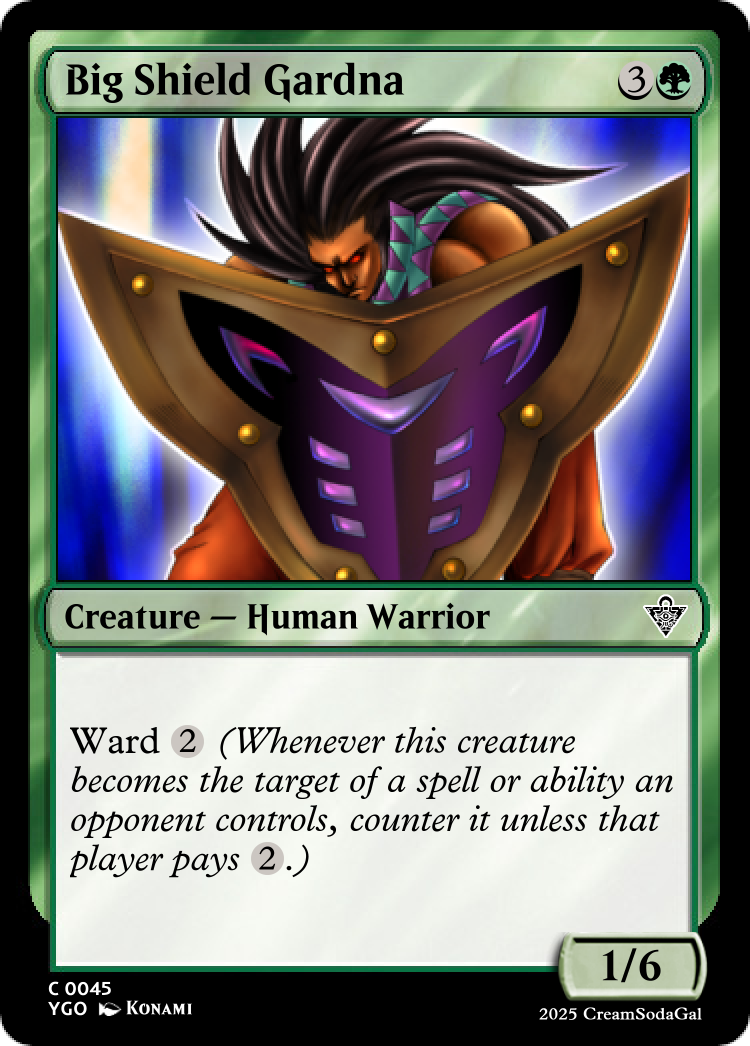 Big Shield Gardna 3
Creature — Human Warrior
Ward 2 (Whenever this creature
becomes the target of a spell or ability an
opponent controls, counter it unless that
player pays 2.)
1/6
C 0045
YGO KONAMI
2025 CreamSodaGal